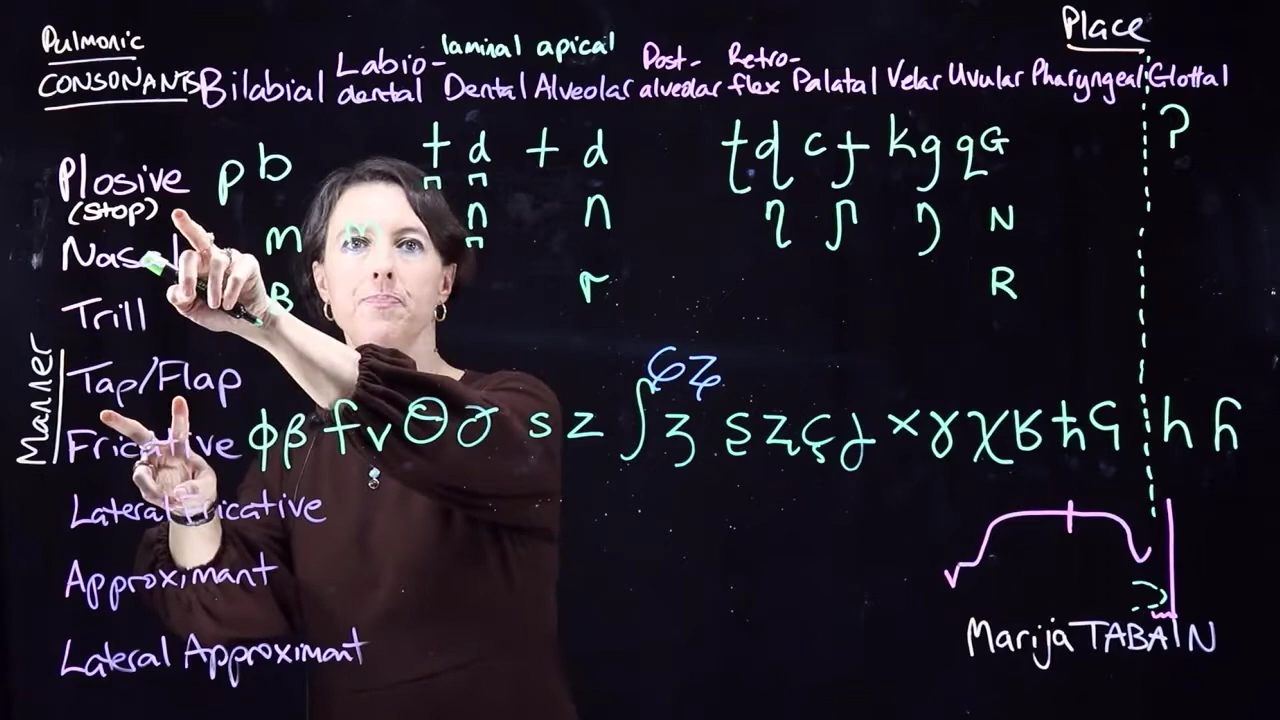 Pulmonic
CONSONANTS
Place
laminal apical
Bilabial Labio-dental Dental Alveolar Post-alveolar Retro-flex Palatal Velar Uvular Pharyngeal Glottal
Plosive p b t̪ d̪ t d ʈ ɖ c ɟ k g q ɢ ʔ
(stop)
Nasal m ɱ n̪ n ɳ ɲ ŋ ɴ
Trill ʙ r ʀ
Manner
Tap/Flap
ɕ ʑ
Fricative ɸ β f v θ ð s z ʃ ʒ ʂ ʐ ç ʝ x ɣ χ ʁ ħ ʕ h ɦ
Lateral Fricative
Approximant
Lateral Approximant
Marija TABAIN